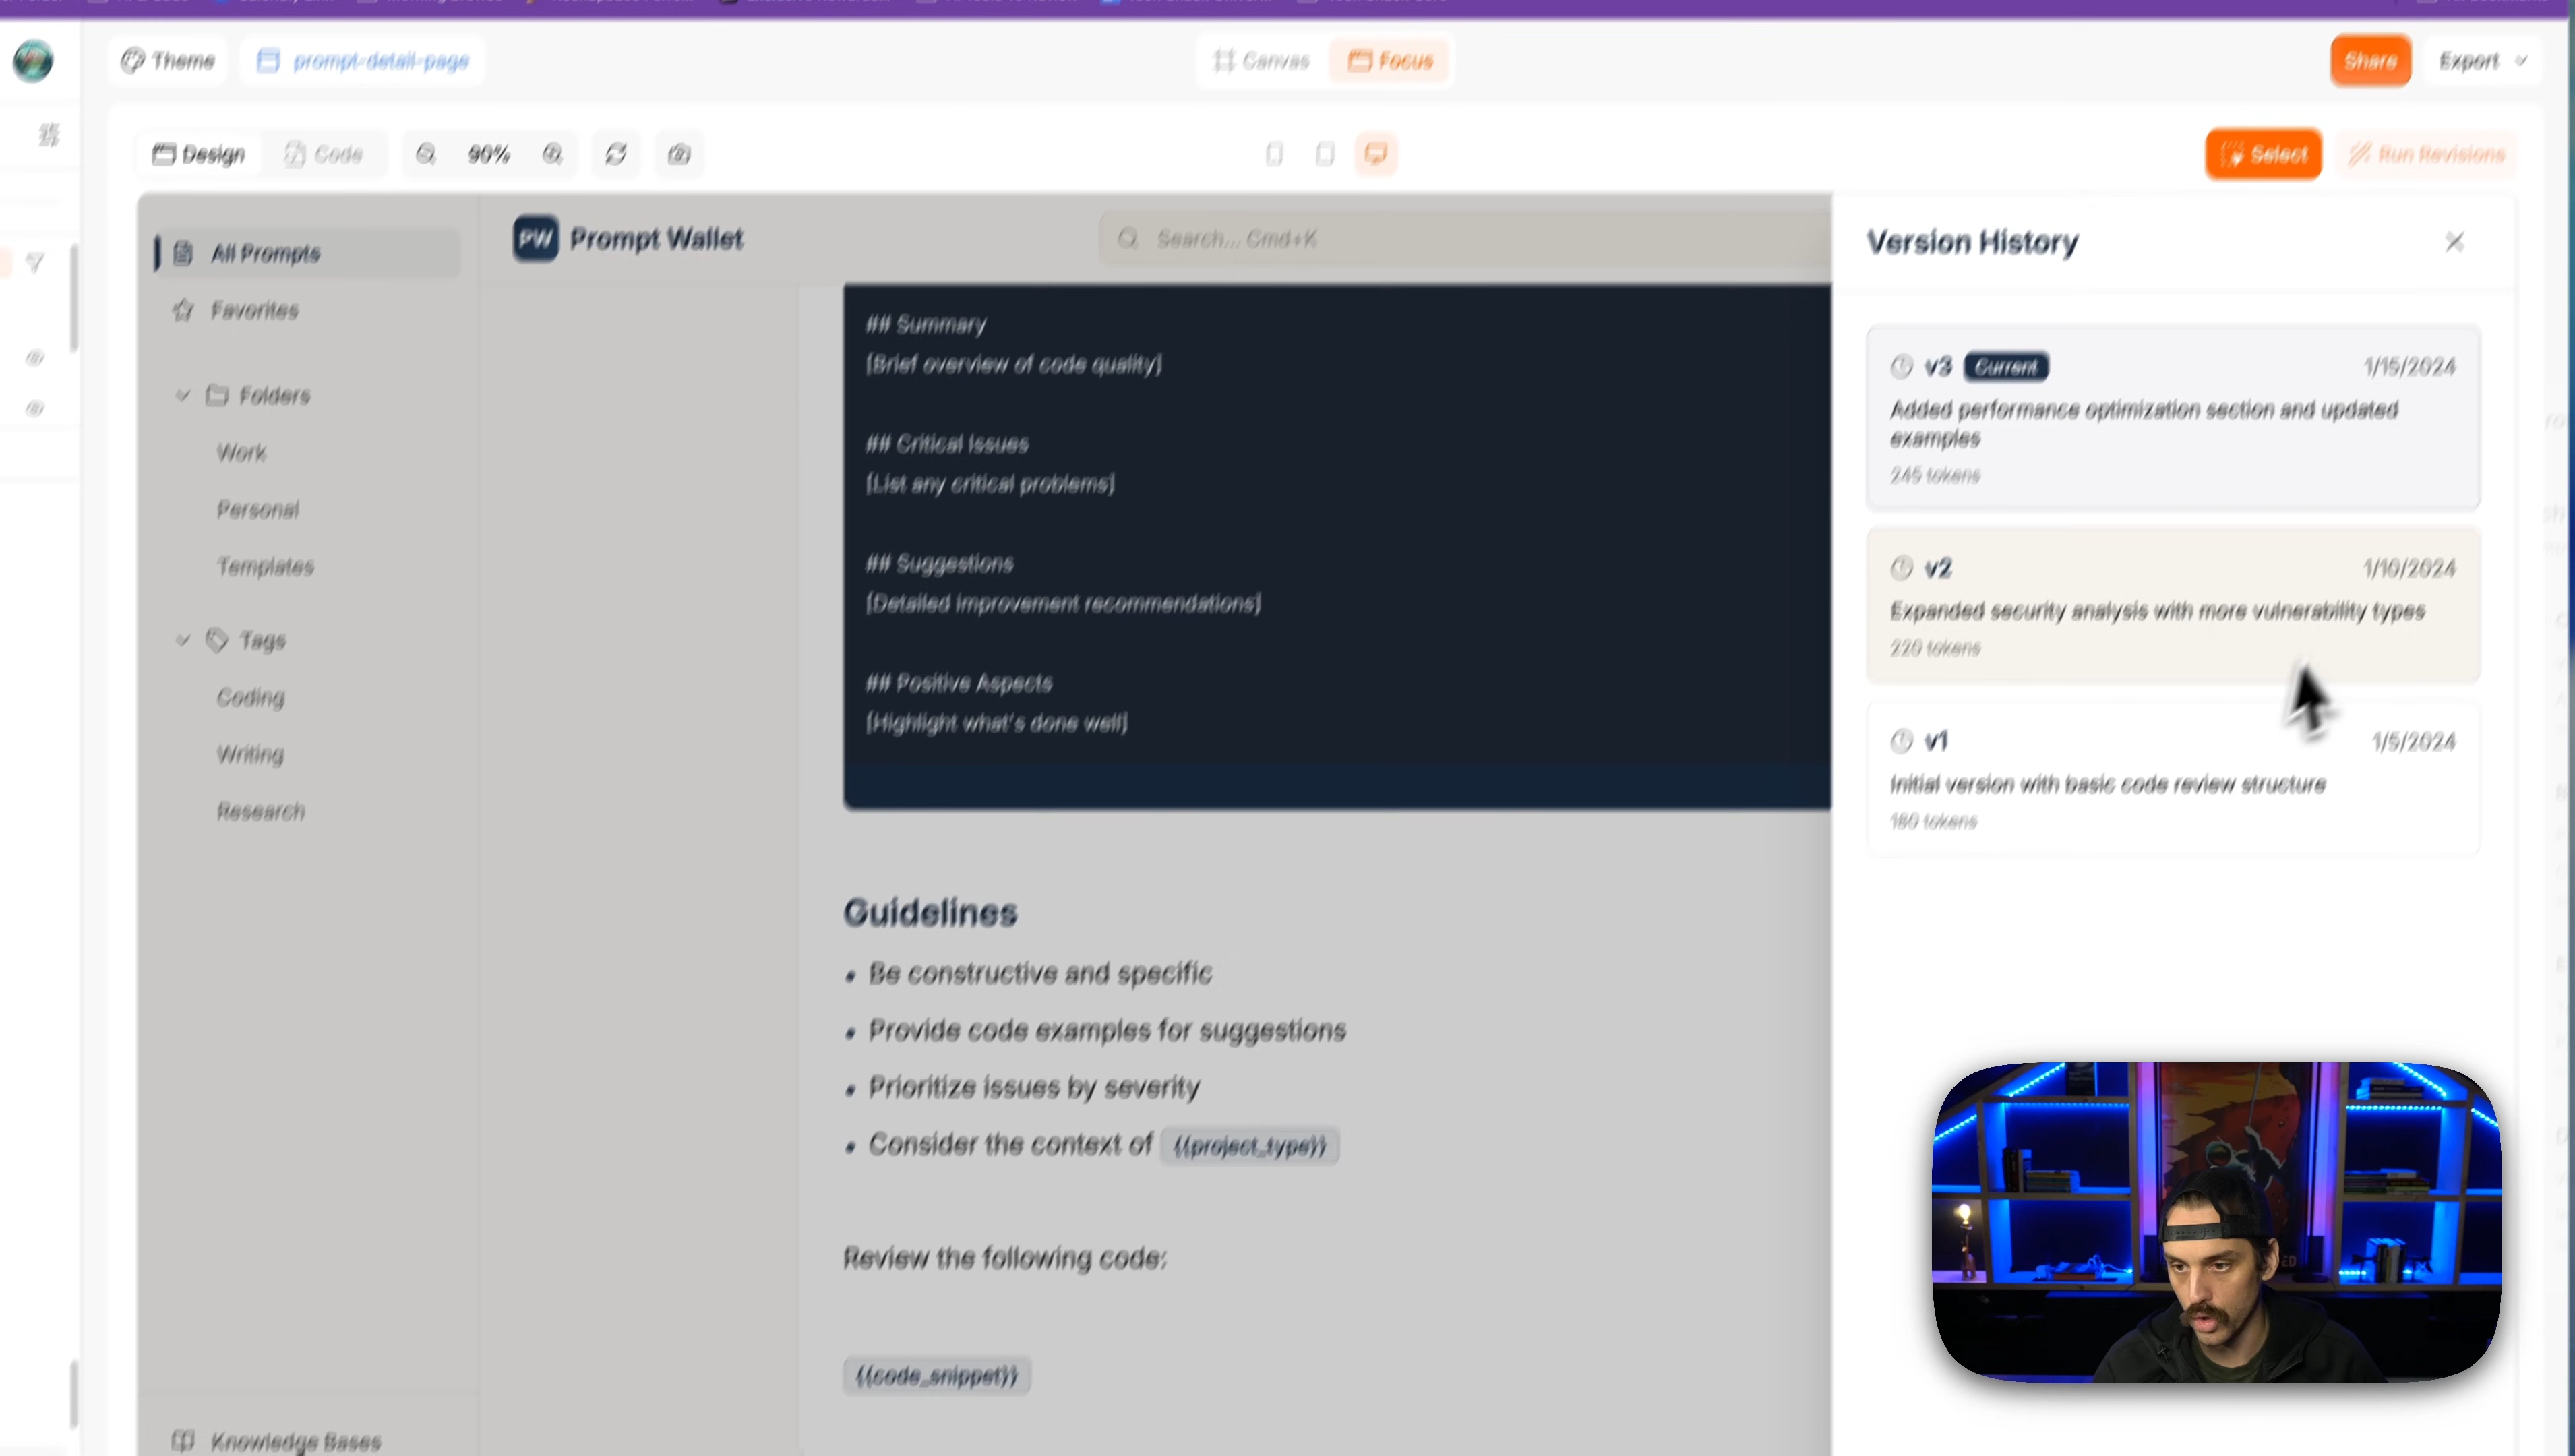 Theme
prompt-detail-page
Canvas
Focus
Share
Export
Design
Code
90%
Select
Run Revisions
All Prompts
Favorites
Folders
Work
Personal
Templates
Tags
Coding
Writing
Research
Knowledge Bases
PW Prompt Wallet
Search... Cmd+K
## Summary
[Brief overview of code quality]
## Critical Issues
[List any critical problems]
## Suggestions
[Detailed improvement recommendations]
## Positive Aspects
[Highlight what's done well]
Guidelines
• Be constructive and specific
• Provide code examples for suggestions
• Prioritize issues by severity
• Consider the context of {{project_type}}
Review the following code:
{{code_snippet}}
Version History
v3 Current 1/15/2024
Added performance optimization section and updated
examples
245 tokens
v2 1/10/2024
Expanded security analysis with more vulnerability types
220 tokens
v1 1/5/2024
Initial version with basic code review structure
180 tokens